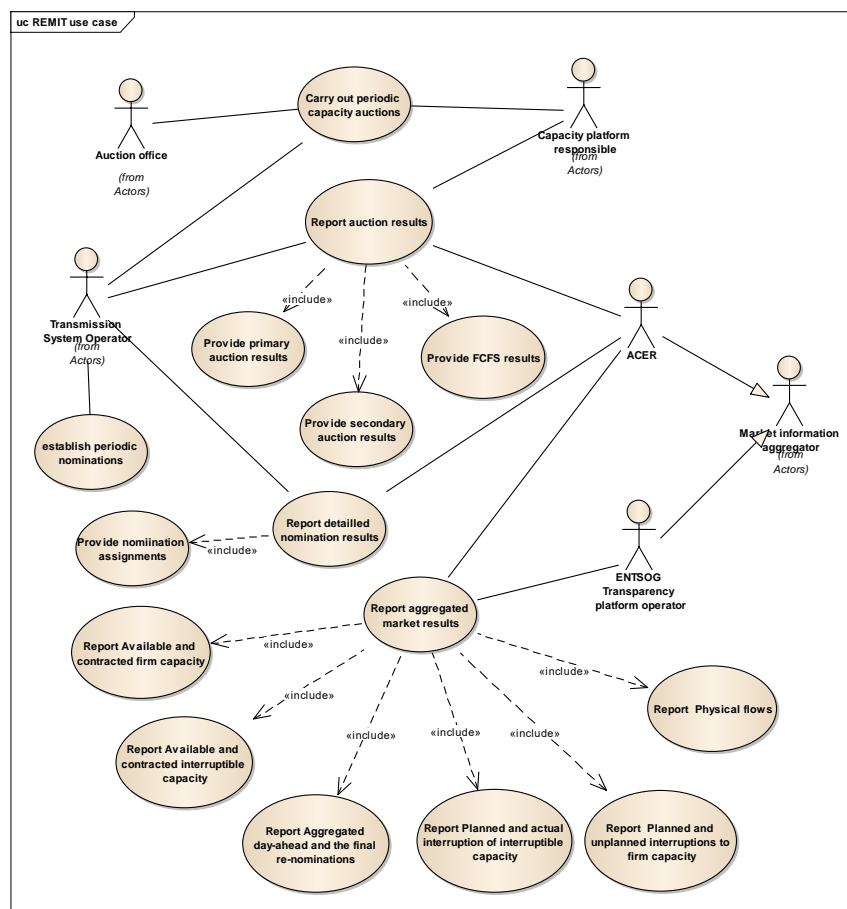 uc REMIT use case
Carry out periodic
capacity auctions
Auction office
(from
Actors)
Capacity platform
responsible
(from
Actors)
Report auction results
Transmission
System Operator
(from
Actors)
«include»
«include»
«include»
Provide primary
auction results
Provide FCFS results
Provide secondary
auction results
ACER
Market information
aggregator
(from
Actors)
establish periodic
nominations
Report detailled
nomination results
Provide nomiination
assignments
«include»
ENTSOG
Transparency
platform operator
Report aggregated
market results
Report Available and
contracted firm capacity
«include»
«include»
«include»
«include»
«include»
«include»
Report Physical flows
Report Available and
contracted interruptible
capacity
Report Aggregated
day-ahead and the final
re-nominations
Report Planned and actual
interruption of interruptible
capacity
Report Planned and
unplanned interruptions to
firm capacity